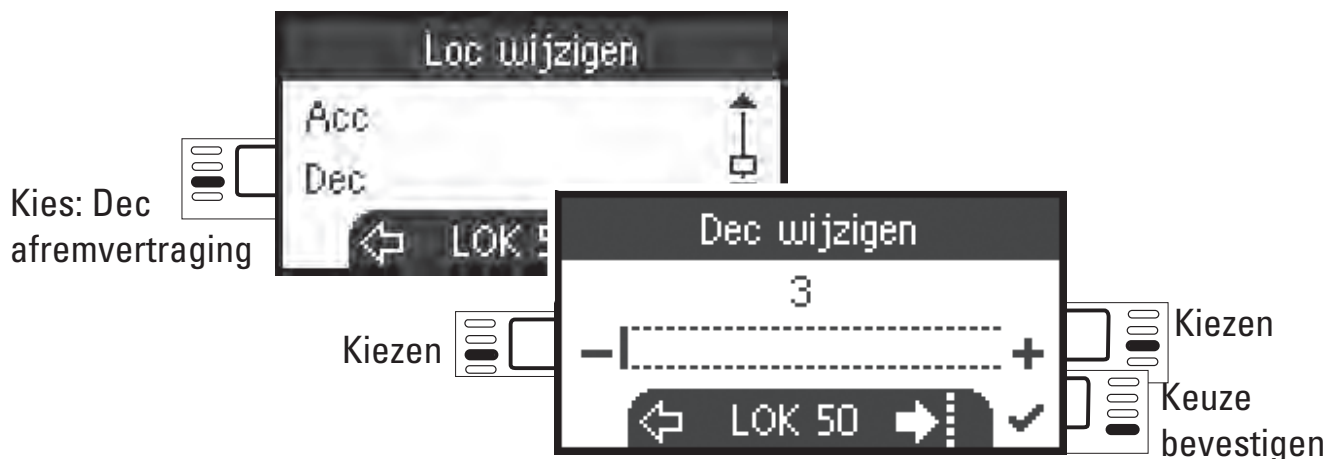 Loc wijzigen
Acc
Dec
Kies: Dec
afremvertraging
LOK 5
Dec wijzigen
3
Kiezen
Kiezen
− +
LOK 50
Keuze
bevestigen